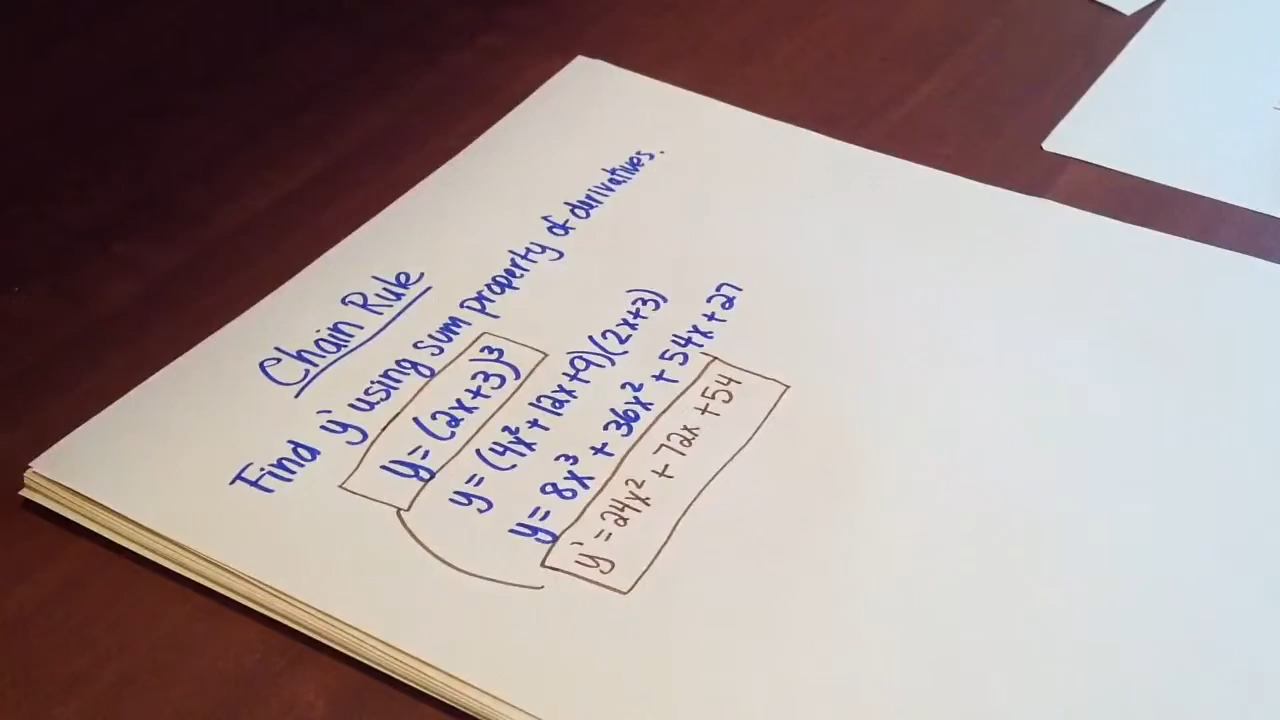 Chain Rule
Find y' using sum property of derivatives.
y = (2x+3)³
y = (4x²+12x+9)(2x+3)
y = 8x³ + 36x² + 54x + 27
y' = 24x² + 72x + 54